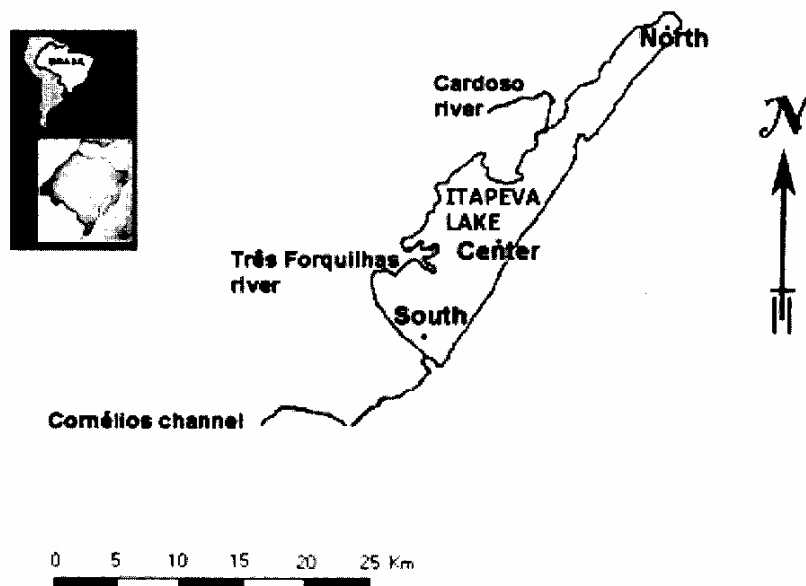 North
BRASIL
Cardoso
river
N
ITAPEVA
LAKE
Center
Três Forquilhas
river
South
Cornélios channel
0 5 10 15 20 25 Km